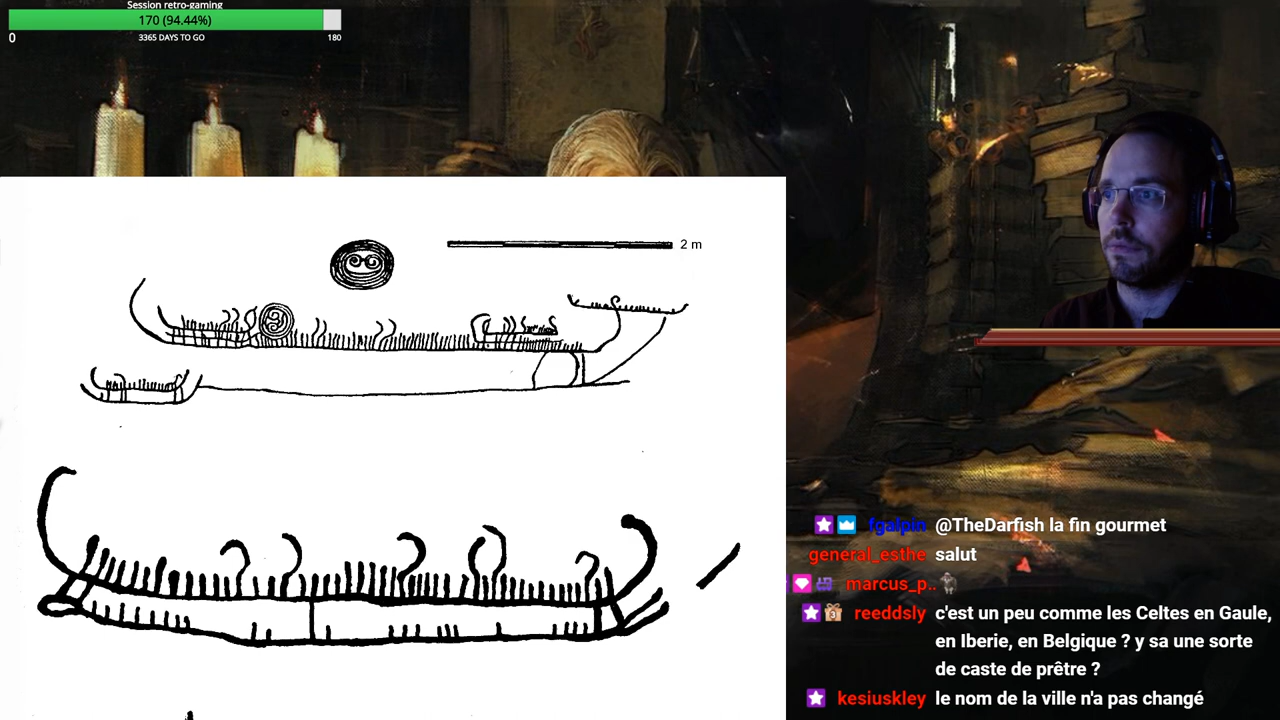 Session retro-gaming
170 (94.44%)
0 3365 DAYS TO GO 180
2 m
fgalpin @TheDarfish la fin gourmet
general_esthe salut
marcus_p..
reeddsly c'est un peu comme les Celtes en Gaule,
en Iberie, en Belgique ? y sa une sorte
de caste de prêtre ?
kesiuskley le nom de la ville n'a pas changé